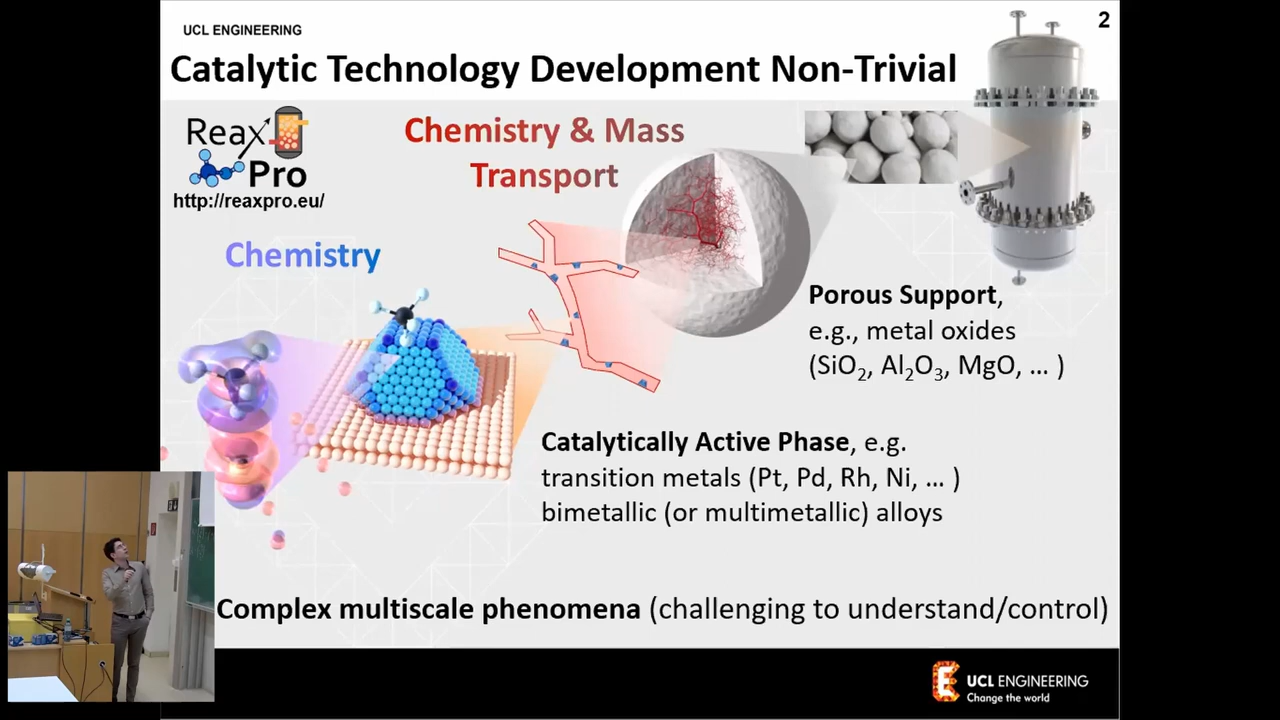 UCL ENGINEERING
2
Catalytic Technology Development Non-Trivial
Reax
Pro
http://reaxpro.eu/
Chemistry & Mass
Transport
Chemistry
Porous Support,
e.g., metal oxides
(SiO₂, Al₂O₃, MgO, ... )
Catalytically Active Phase, e.g.
transition metals (Pt, Pd, Rh, Ni, ... )
bimetallic (or multimetallic) alloys
Complex multiscale phenomena (challenging to understand/control)
UCL ENGINEERING
Change the world